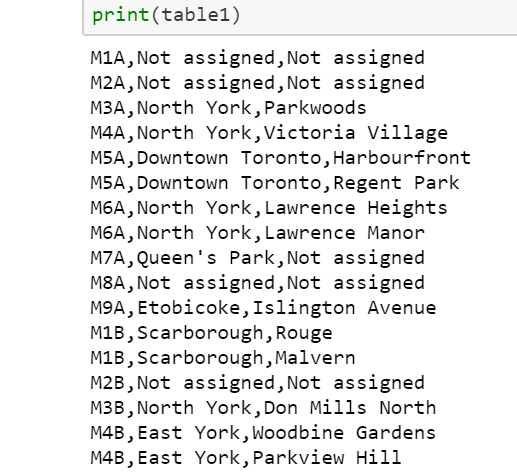 print(table1)
M1A,Not assigned,Not assigned
M2A,Not assigned,Not assigned
M3A,North York,Parkwoods
M4A,North York,Victoria Village
M5A,Downtown Toronto,Harbourfront
M5A,Downtown Toronto,Regent Park
M6A,North York,Lawrence Heights
M6A,North York,Lawrence Manor
M7A,Queen's Park,Not assigned
M8A,Not assigned,Not assigned
M9A,Etobicoke,Islington Avenue
M1B,Scarborough,Rouge
M1B,Scarborough,Malvern
M2B,Not assigned,Not assigned
M3B,North York,Don Mills North
M4B,East York,Woodbine Gardens
M4B,East York,Parkview Hill